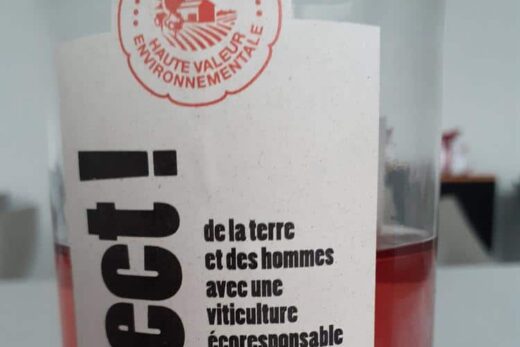 HAUTE VALEUR
ENVIRONNEMENTALE
ect!
de la terre
et des hommes
avec une
viticulture
écoresponsable